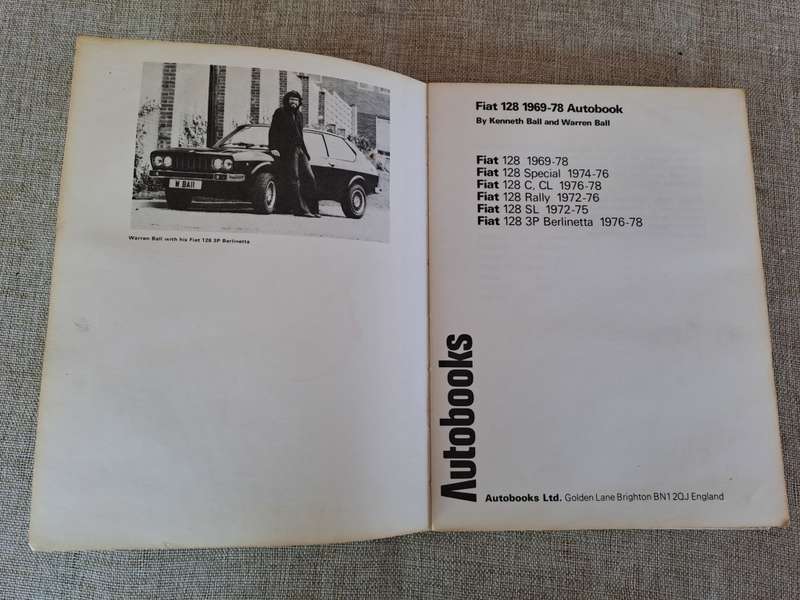 W BALL
Warren Ball with his Fiat 128 3P Berlinetta
Fiat 128 1969-78 Autobook
By Kenneth Ball and Warren Ball
Fiat 128 1969-78
Fiat 128 Special 1974-76
Fiat 128 C, CL 1976-78
Fiat 128 Rally 1972-76
Fiat 128 SL 1972-75
Fiat 128 3P Berlinetta 1976-78
Autobooks
Autobooks Ltd. Golden Lane Brighton BN1 2QJ England